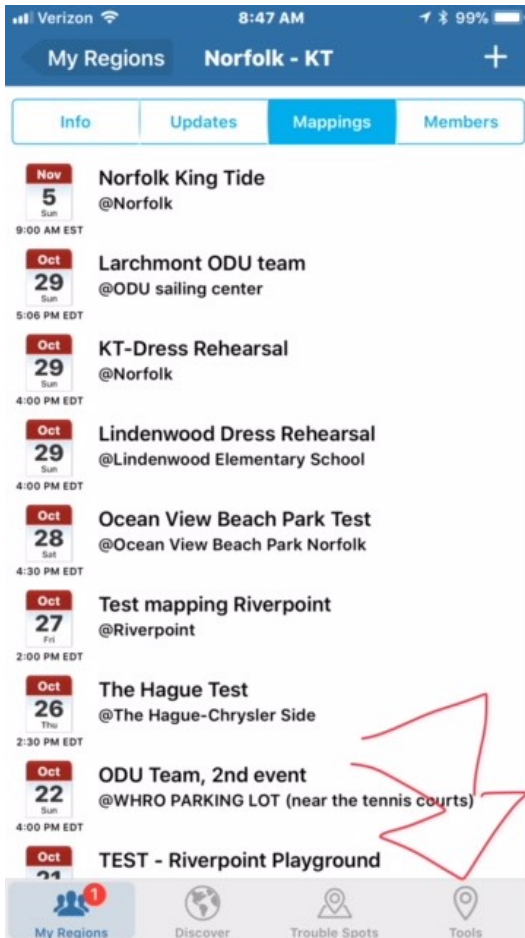 Verizon 8:47 AM 99%
My Regions Norfolk - KT +
Info Updates Mappings Members
Nov
5
Sun
9:00 AM EST
Norfolk King Tide
@Norfolk
Oct
29
Sun
5:06 PM EDT
Larchmont ODU team
@ODU sailing center
Oct
29
Sun
4:00 PM EDT
KT-Dress Rehearsal
@Norfolk
Oct
29
Sun
4:00 PM EDT
Lindenwood Dress Rehearsal
@Lindenwood Elementary School
Oct
28
Sat
4:30 PM EDT
Ocean View Beach Park Test
@Ocean View Beach Park Norfolk
Oct
27
Fri
2:00 PM EDT
Test mapping Riverpoint
@Riverpoint
Oct
26
Thu
2:30 PM EDT
The Hague Test
@The Hague-Chrysler Side
Oct
22
Sun
4:00 PM EDT
ODU Team, 2nd event
@WHRO PARKING LOT (near the tennis courts)
Oct
21
TEST - Riverpoint Playground
1
My Regions Discover Trouble Spots Tools